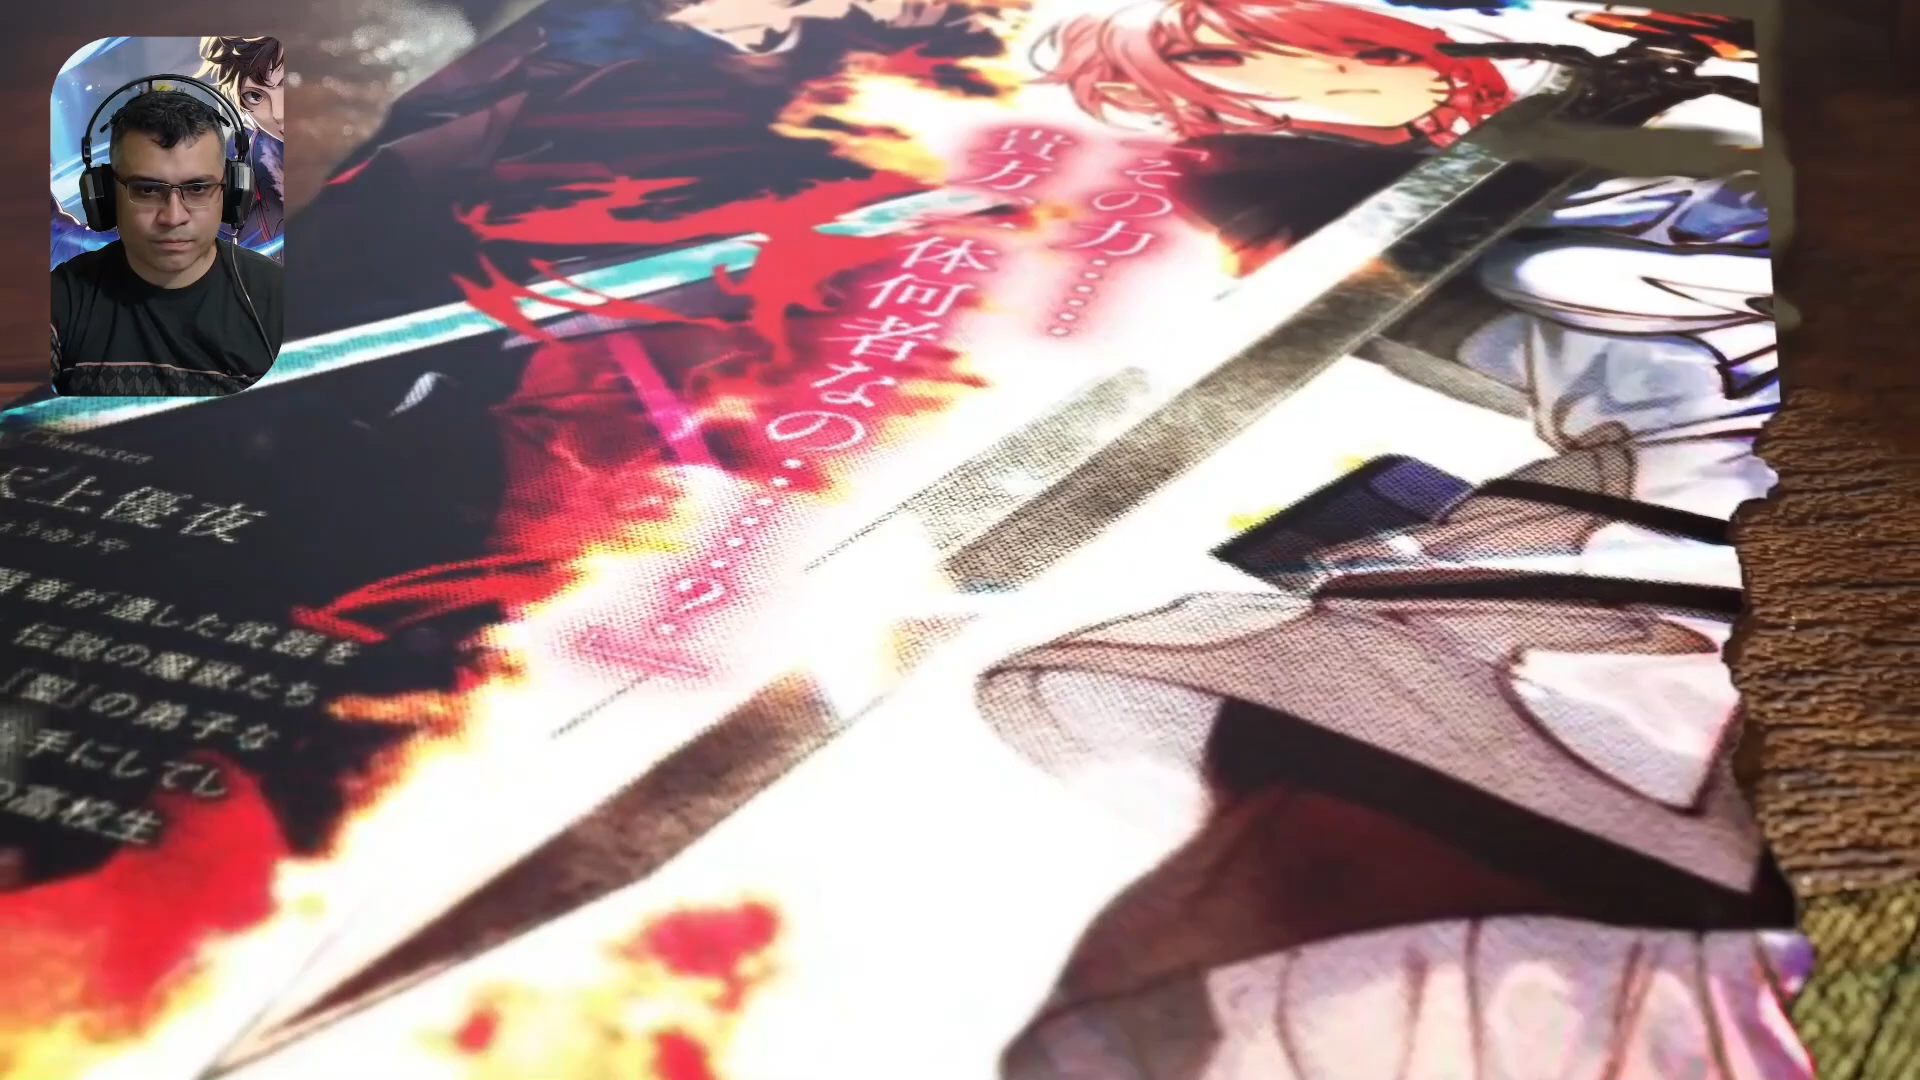 「その力……
貴方、一体何者なの……？」
Character
天上優夜
賢者が遺した武器を
伝説の魔獣たち
「聖」の弟子な
手にしてし
の高校生